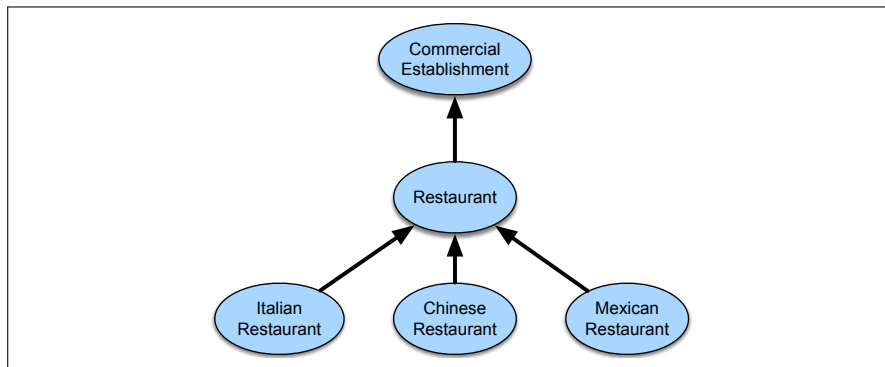 Commercial
Establishment
Restaurant
Italian
Restaurant
Chinese
Restaurant
Mexican
Restaurant